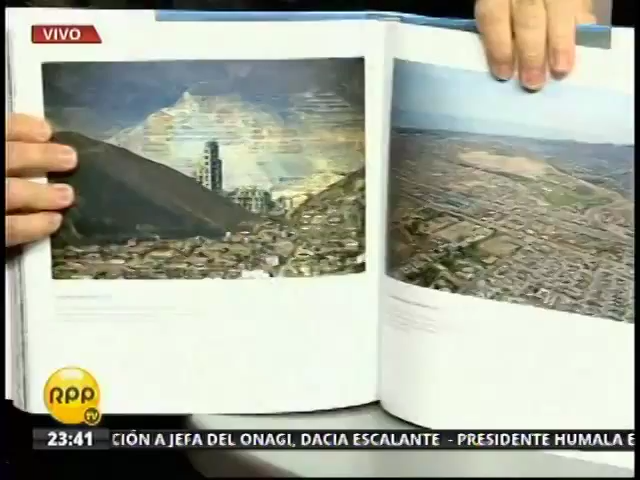 VIVO
RPP
TV
23:41 CIÓN A JEFA DEL ONAGI, DACIA ESCALANTE - PRESIDENTE HUMALA E